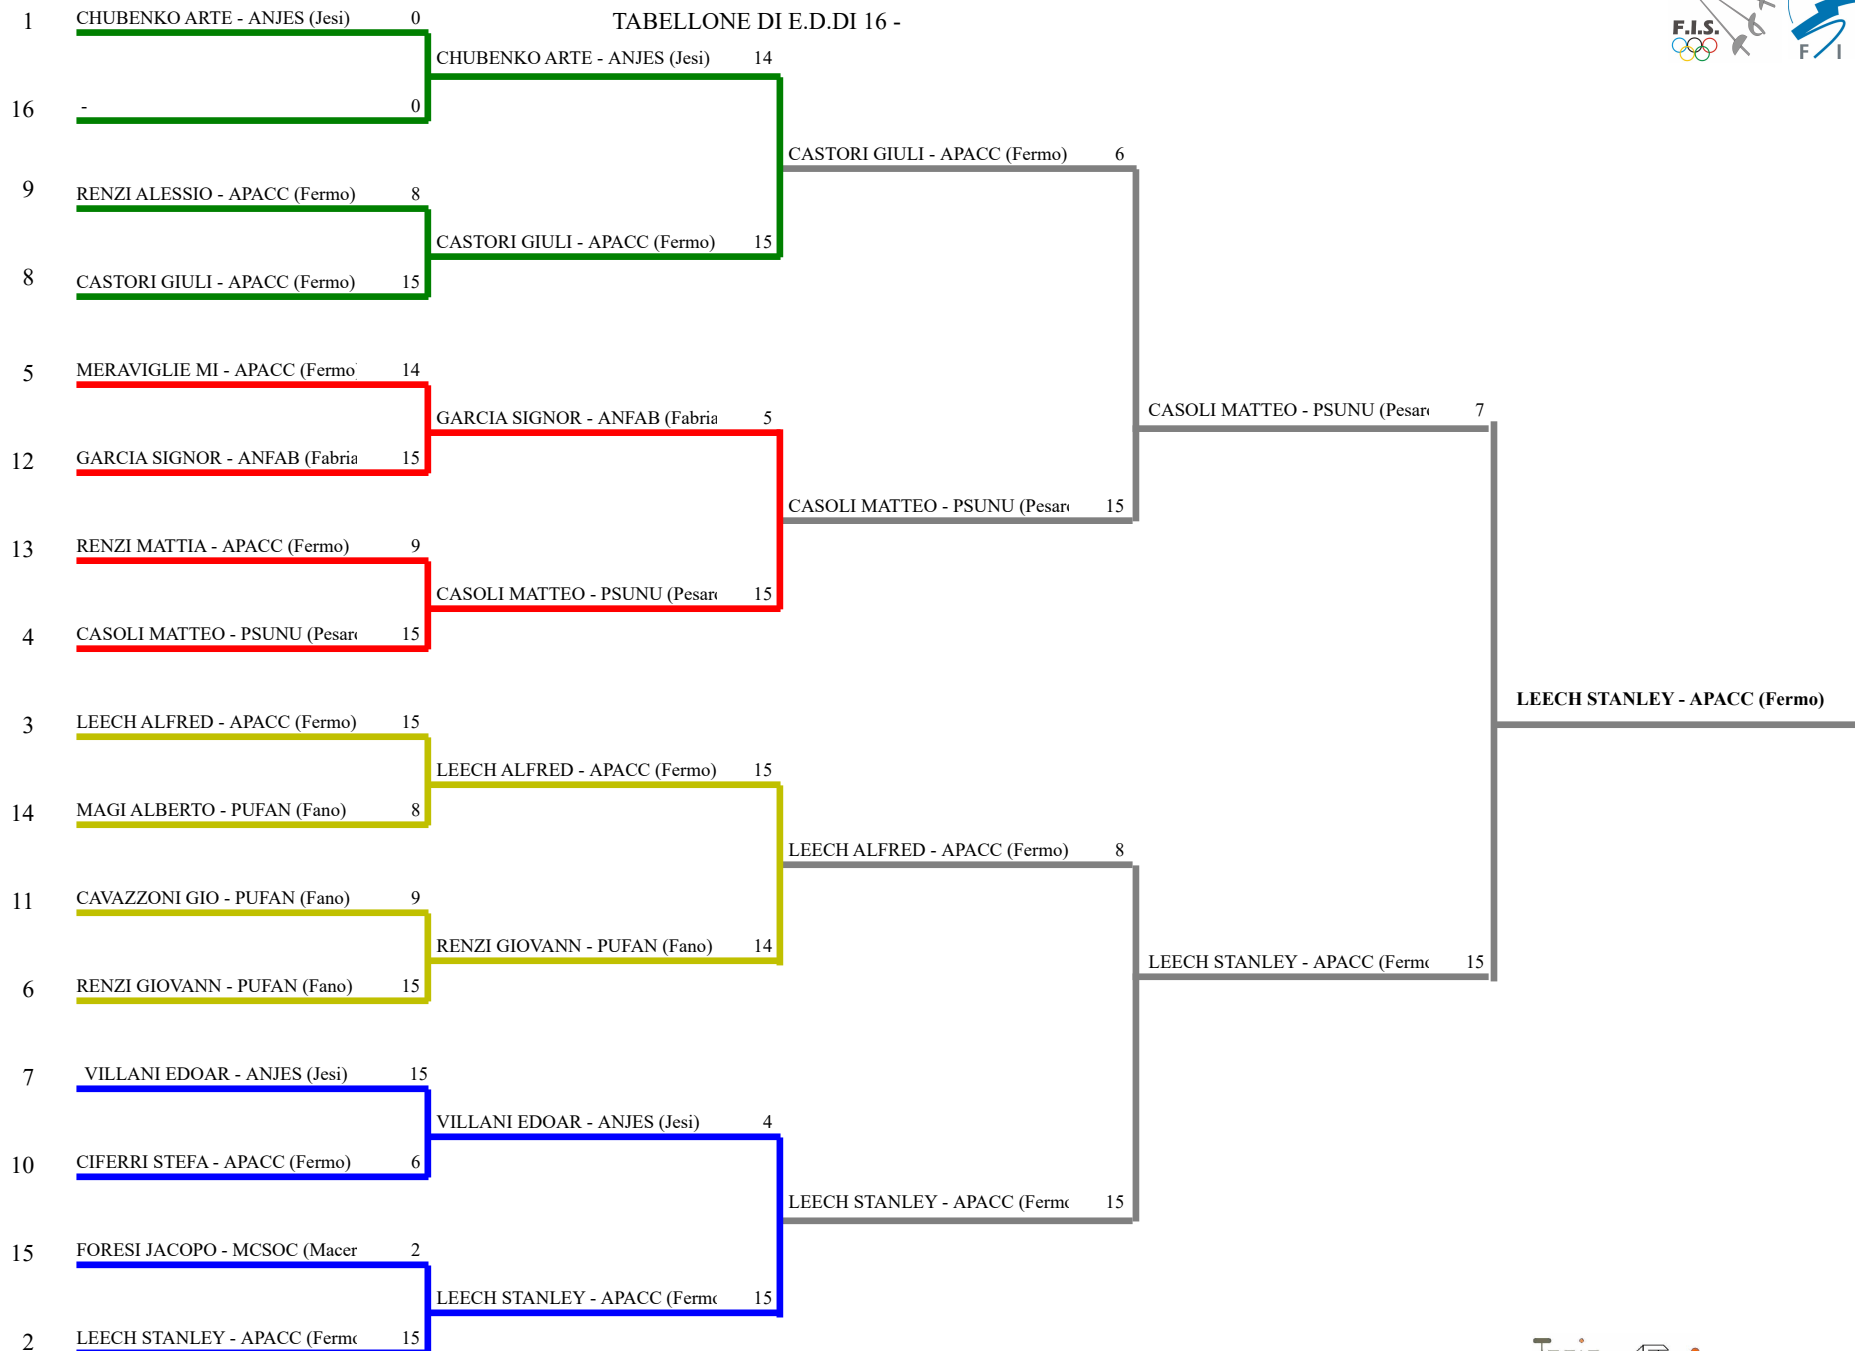 TABELLONE DI E.D.DI 16 -
F.I.S.
F I
1 CHUBENKO ARTE - ANJES (Jesi) 0
CHUBENKO ARTE - ANJES (Jesi) 14
16 - 0
CASTORI GIULI - APACC (Fermo) 6
9 RENZI ALESSIO - APACC (Fermo) 8
CASTORI GIULI - APACC (Fermo) 15
8 CASTORI GIULI - APACC (Fermo) 15
5 MERAVIGLIE MI - APACC (Fermo) 14
CASOLI MATTEO - PSUNU (Pesaro 7
GARCIA SIGNOR - ANFAB (Fabria 5
12 GARCIA SIGNOR - ANFAB (Fabria 15
CASOLI MATTEO - PSUNU (Pesaro 15
13 RENZI MATTIA - APACC (Fermo) 9
CASOLI MATTEO - PSUNU (Pesaro 15
4 CASOLI MATTEO - PSUNU (Pesaro 15
LEECH STANLEY - APACC (Fermo)
3 LEECH ALFRED - APACC (Fermo) 15
LEECH ALFRED - APACC (Fermo) 15
14 MAGI ALBERTO - PUFAN (Fano) 8
LEECH ALFRED - APACC (Fermo) 8
11 CAVAZZONI GIO - PUFAN (Fano) 9
RENZI GIOVANN - PUFAN (Fano) 14
LEECH STANLEY - APACC (Fermo 15
6 RENZI GIOVANN - PUFAN (Fano) 15
7 VILLANI EDOAR - ANJES (Jesi) 15
VILLANI EDOAR - ANJES (Jesi) 4
10 CIFERRI STEFA - APACC (Fermo) 6
LEECH STANLEY - APACC (Fermo 15
15 FORESI JACOPO - MCSOC (Macer 2
LEECH STANLEY - APACC (Fermo 15
2 LEECH STANLEY - APACC (Fermo 15